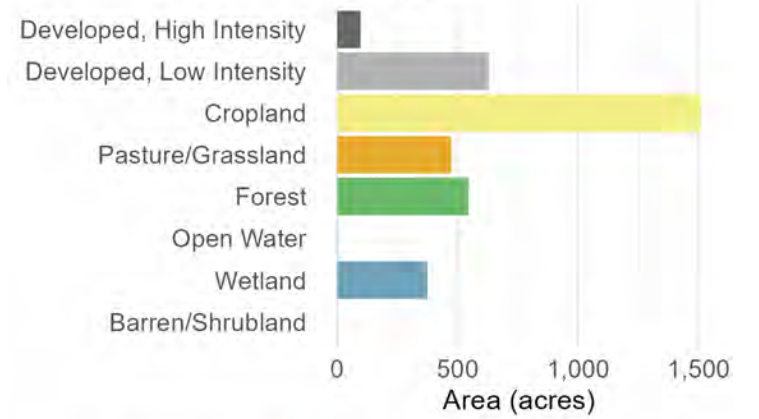 Developed, High Intensity
Developed, Low Intensity
Cropland
Pasture/Grassland
Forest
Open Water
Wetland
Barren/Shrubland
0 500 1,000 1,500
Area (acres)